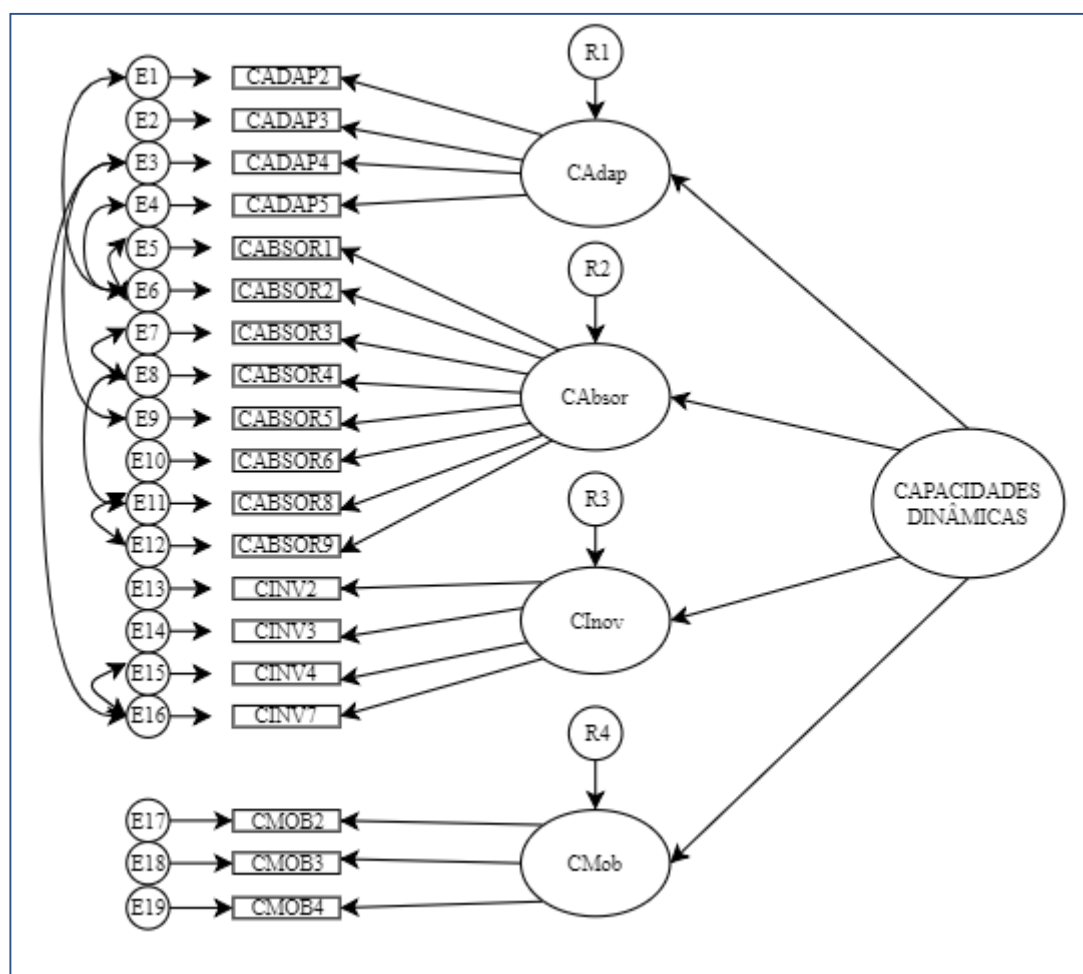 R1
E1 CADAP2
E2 CADAP3
E3 CADAP4
CAdap
E4 CADAP5
E5 CABSOR1
R2
E6 CABSOR2
E7 CABSOR3
E8 CABSOR4
CAbsor
E9 CABSOR5
E10 CABSOR6
R3
E11 CABSOR8
CAPACIDADES
DINÂMICAS
E12 CABSOR9
E13 CINV2
CInov
E14 CINV3
E15 CINV4
E16 CINV7
R4
E17 CMOB2
E18 CMOB3
CMob
E19 CMOB4